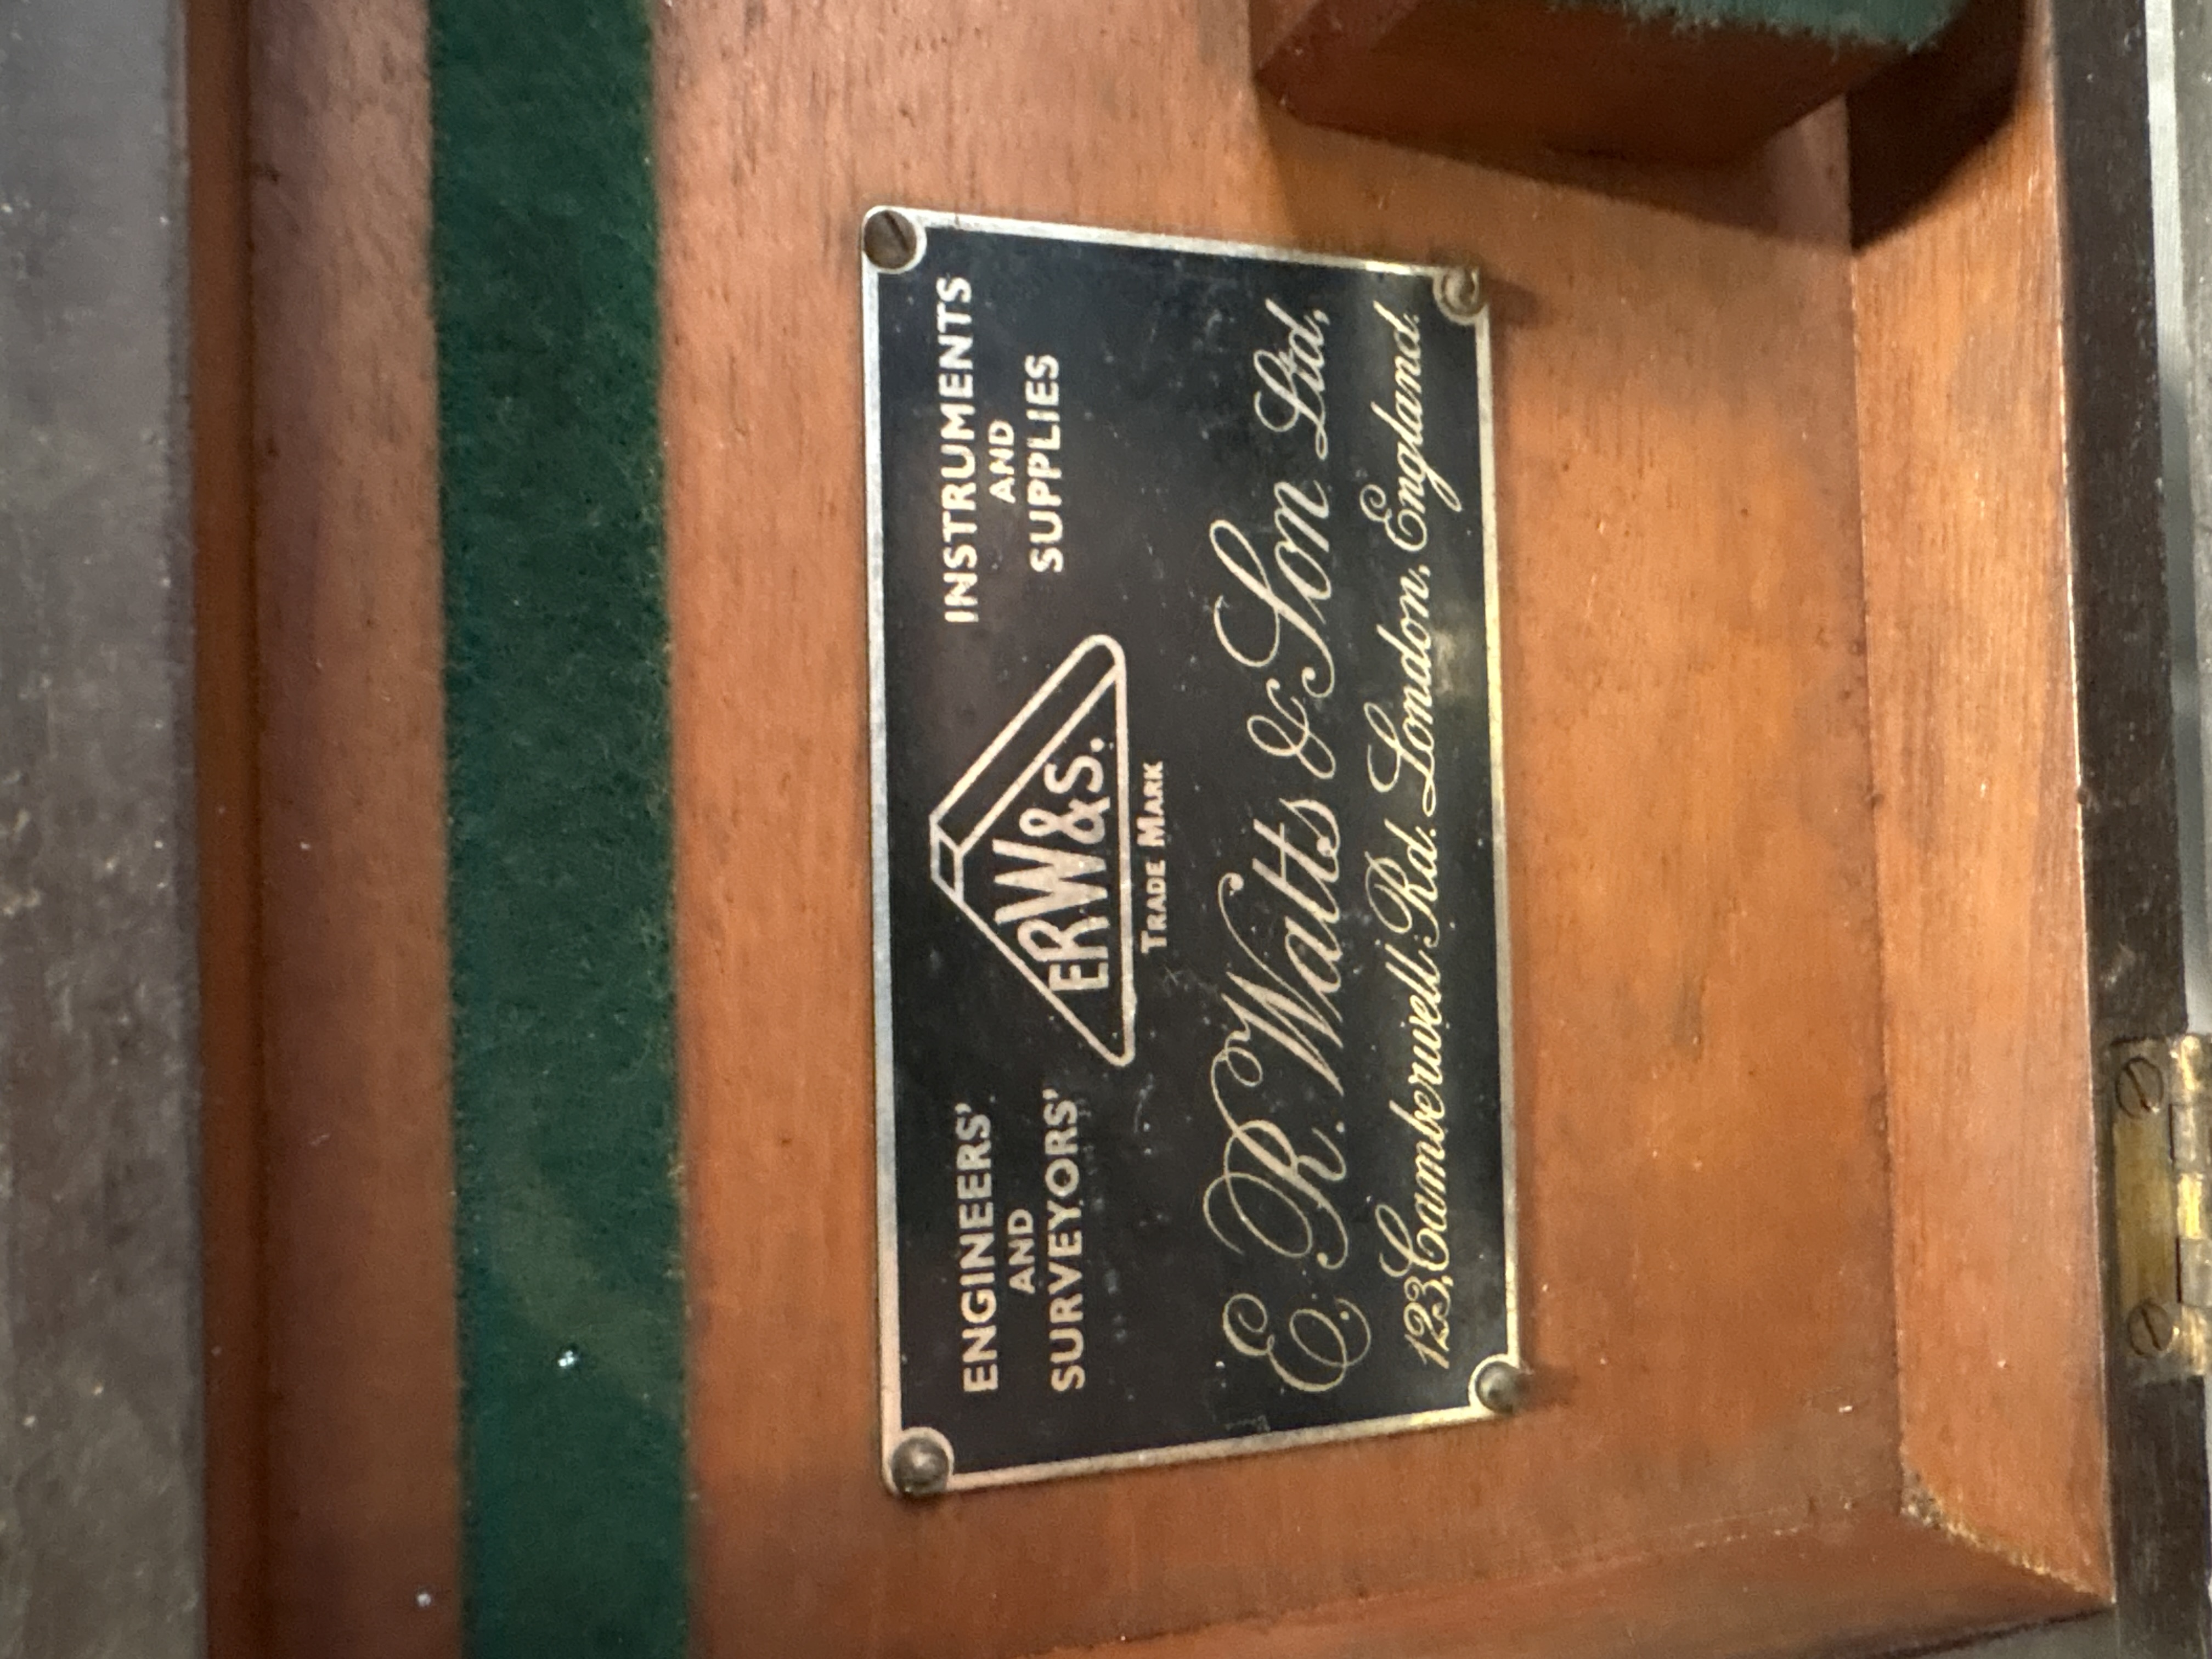 ENGINEERS'
AND
SURVEYORS'
ERW&S.
TRADE MARK
INSTRUMENTS
AND
SUPPLIES
E. R. Watts & Son Ltd,
123, Camberwell Rd. London, England.